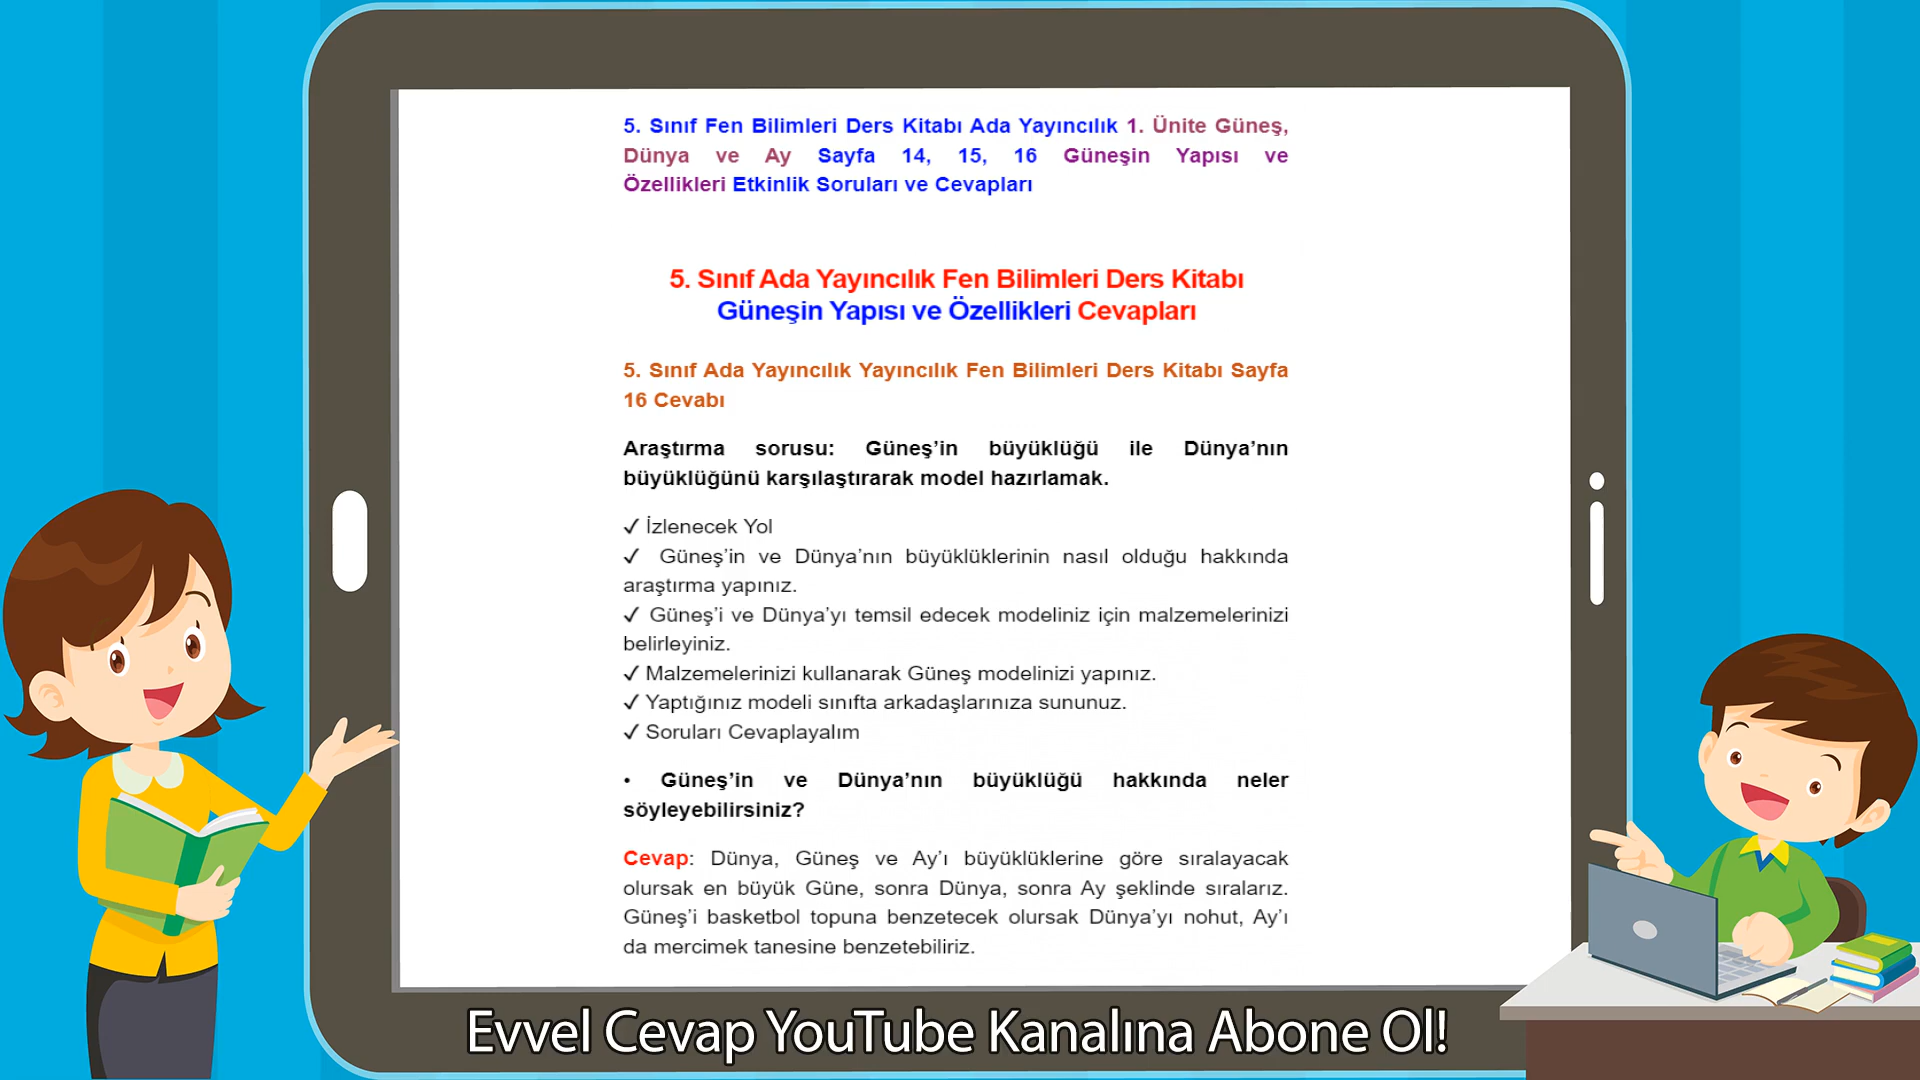 5. Sınıf Fen Bilimleri Ders Kitabı Ada Yayıncılık 1. Ünite Güneş,
Dünya ve Ay Sayfa 14, 15, 16 Güneşin Yapısı ve
Özellikleri Etkinlik Soruları ve Cevapları
5. Sınıf Ada Yayıncılık Fen Bilimleri Ders Kitabı
Güneşin Yapısı ve Özellikleri Cevapları
5. Sınıf Ada Yayıncılık Yayıncılık Fen Bilimleri Ders Kitabı Sayfa
16 Cevabı
Araştırma sorusu: Güneş’in büyüklüğü ile Dünya’nın
büyüklüğünü karşılaştırarak model hazırlamak.
✓ İzlenecek Yol
✓ Güneş’in ve Dünya’nın büyüklüklerinin nasıl olduğu hakkında
araştırma yapınız.
✓ Güneş’i ve Dünya’yı temsil edecek modeliniz için malzemelerinizi
belirleyiniz.
✓ Malzemelerinizi kullanarak Güneş modelinizi yapınız.
✓ Yaptığınız modeli sınıfta arkadaşlarınıza sununuz.
✓ Soruları Cevaplayalım
• Güneş’in ve Dünya’nın büyüklüğü hakkında neler
söyleyebilirsiniz?
Cevap: Dünya, Güneş ve Ay’ı büyüklüklerine göre sıralayacak
olursak en büyük Güne, sonra Dünya, sonra Ay şeklinde sıralarız.
Güneş’i basketbol topuna benzetecek olursak Dünya’yı nohut, Ay’ı
da mercimek tanesine benzetebiliriz.
Evvel Cevap YouTube Kanalına Abone Ol!